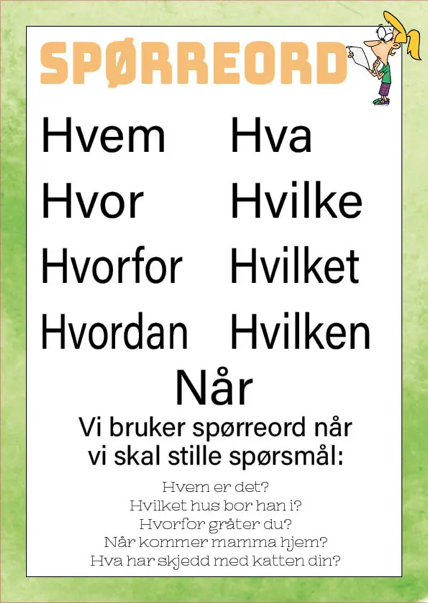 SPØRREORD
Hvem Hva
Hvor Hvilke
Hvorfor Hvilket
Hvordan Hvilken
Når
Vi bruker spørreord når
vi skal stille spørsmål:
Hvem er det?
Hvilket hus bor han i?
Hvorfor gråter du?
Når kommer mamma hjem?
Hva har skjedd med katten din?